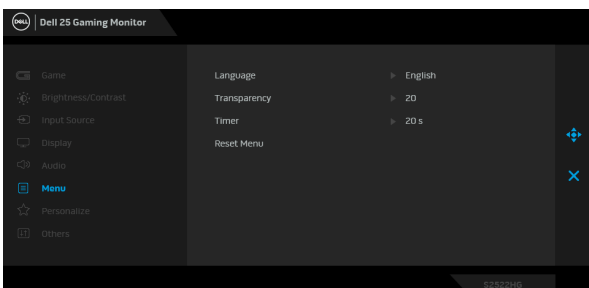 DELL
Dell 25 Gaming Monitor
Game
Brightness/Contrast
Input Source
Display
Audio
Menu
Personalize
Others
Language English
Transparency 20
Timer 20 s
Reset Menu
S2522HG